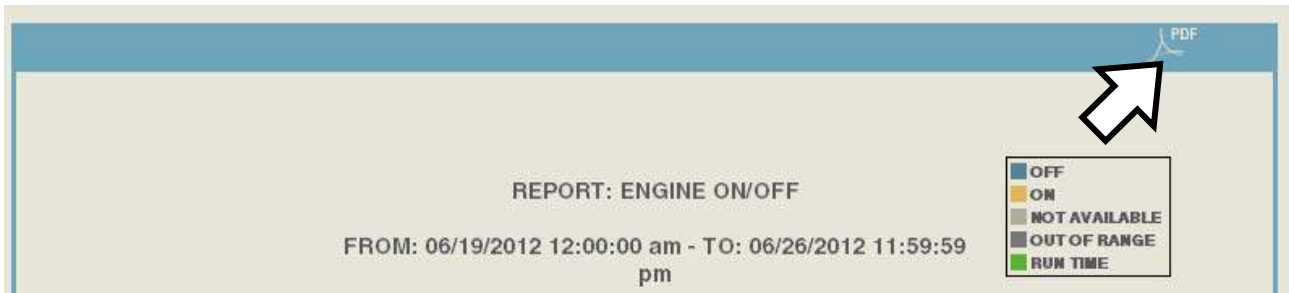 PDF
REPORT: ENGINE ON/OFF
FROM: 06/19/2012 12:00:00 am - TO: 06/26/2012 11:59:59
pm
OFF
ON
NOT AVAILABLE
OUT OF RANGE
RUN TIME